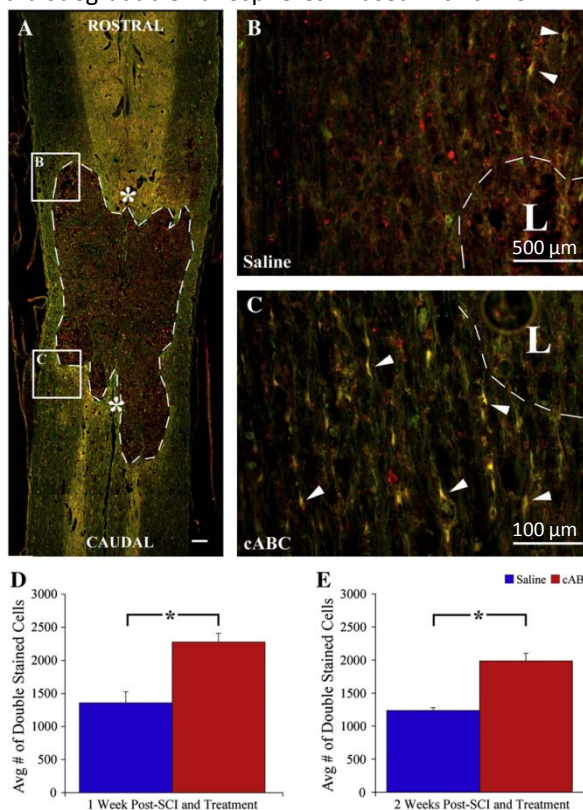 A
ROSTRAL
B
C
*
*
CAUDAL
B
L
Saline
500 µm
C
L
cABC
100 µm
D
*
3000
2500
2000
1500
1000
500
0
Avg # of Double Stained Cells
1 Week Post-SCI and Treatment
E
Saline
cAB
*
3000
2500
2000
1500
1000
500
0
Avg # of Double Stained Cells
2 Weeks Post-SCI and Treatment